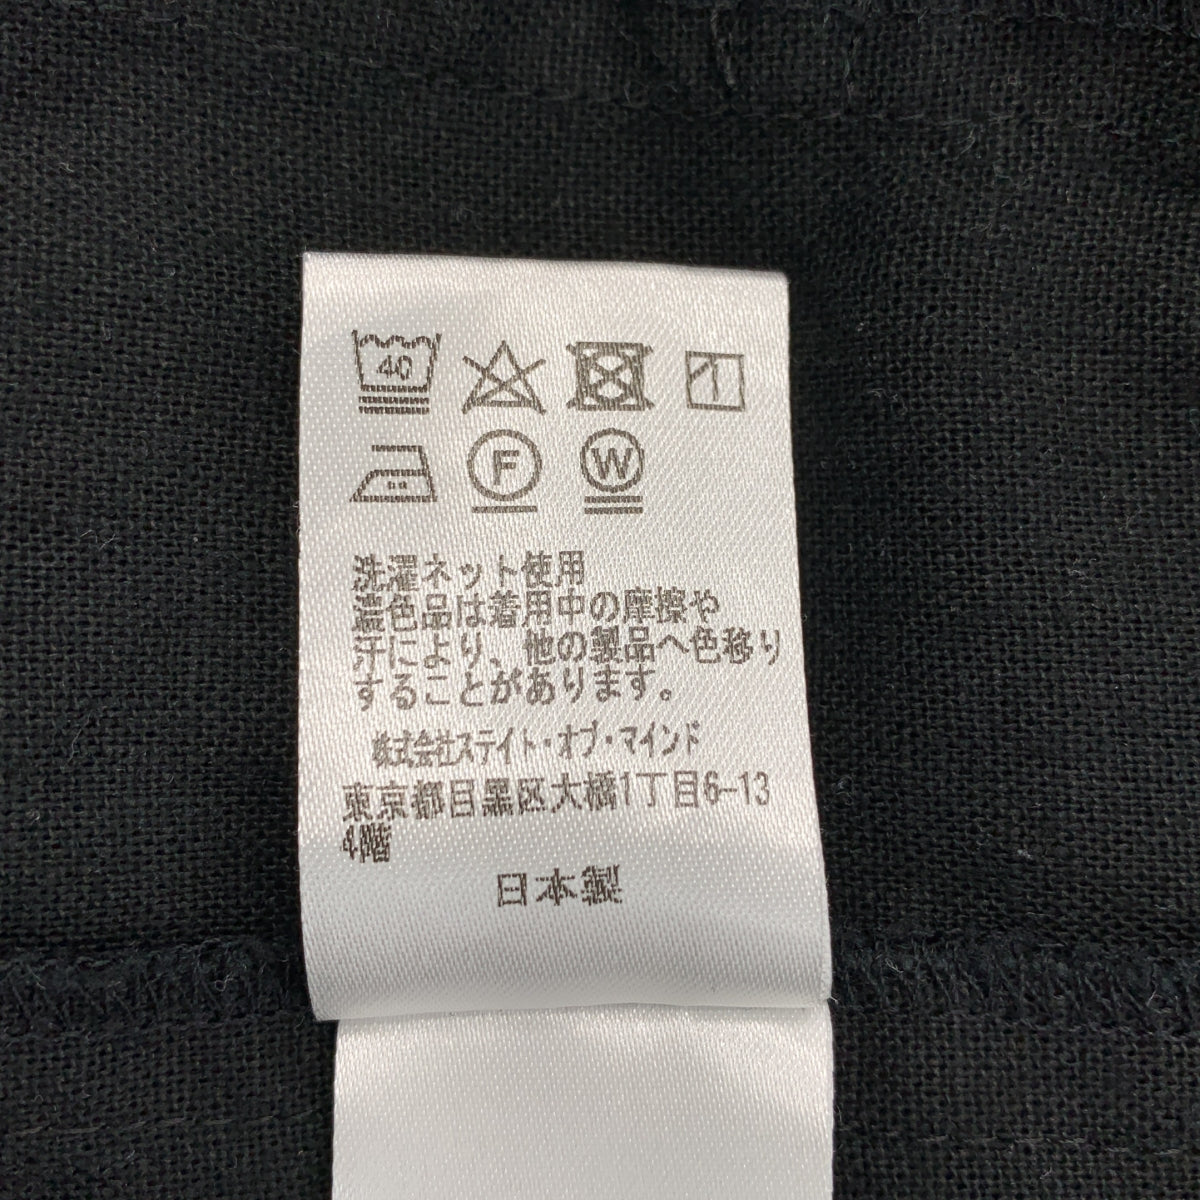 40
F W
洗濯ネット使用
濃色品は着用中の摩擦や
汗により、他の製品へ色移り
することがあります。
株式会社ステイト・オブ・マインド
東京都目黒区大橋1丁目6-13
4階
日本製